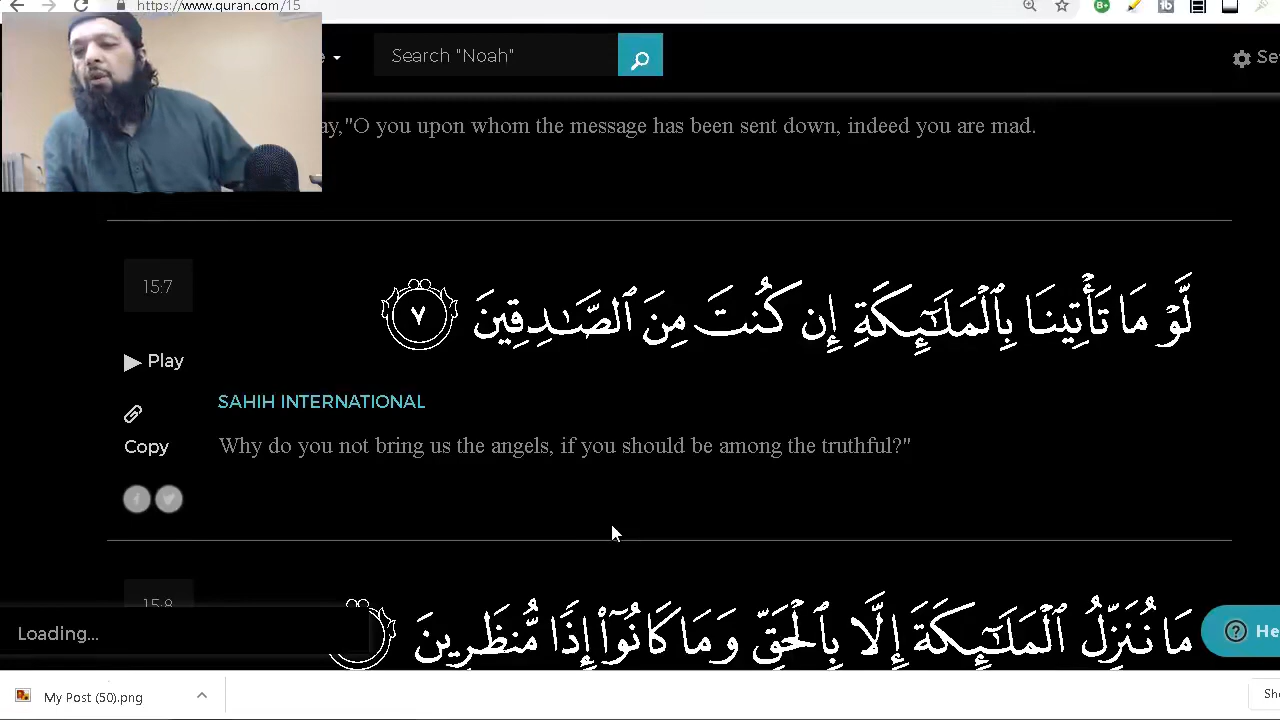 https://www.quran.com/15
Search "Noah"
Se
ay,"O you upon whom the message has been sent down, indeed you are mad.
15:7
لَّوْ مَا تَأْتِينَا بِٱلْمَلَـٰٓئِكَةِ إِن كُنتَ مِنَ ٱلصَّـٰدِقِينَ ٧
Play
SAHIH INTERNATIONAL
Copy
Why do you not bring us the angels, if you should be among the truthful?"
15:8
مَا نُنَزِّلُ ٱلْمَلَـٰٓئِكَةَ إِلَّا بِٱلْحَقِّ وَمَا كَانُوٓا۟ إِذًا مُّنظَرِينَ
Loading...
He
My Post (50).png
Sh